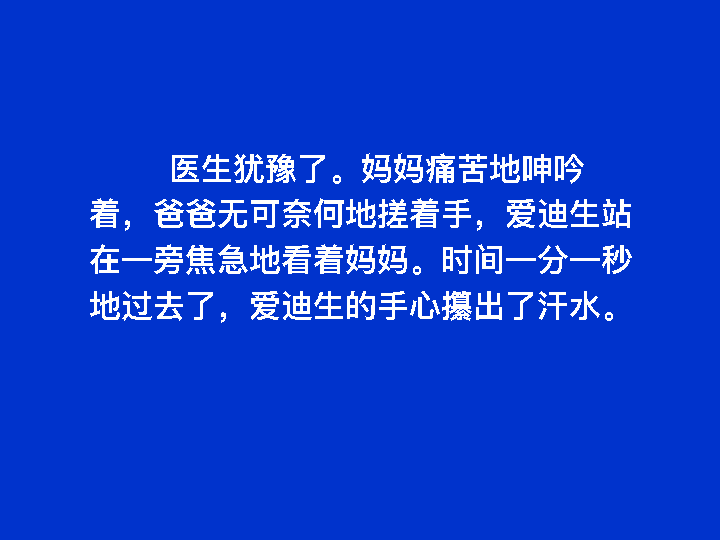 医生犹豫了。妈妈痛苦地呻吟
着，爸爸无可奈何地搓着手，爱迪生站
在一旁焦急地看着妈妈。时间一分一秒
地过去了，爱迪生的手心攥出了汗水。